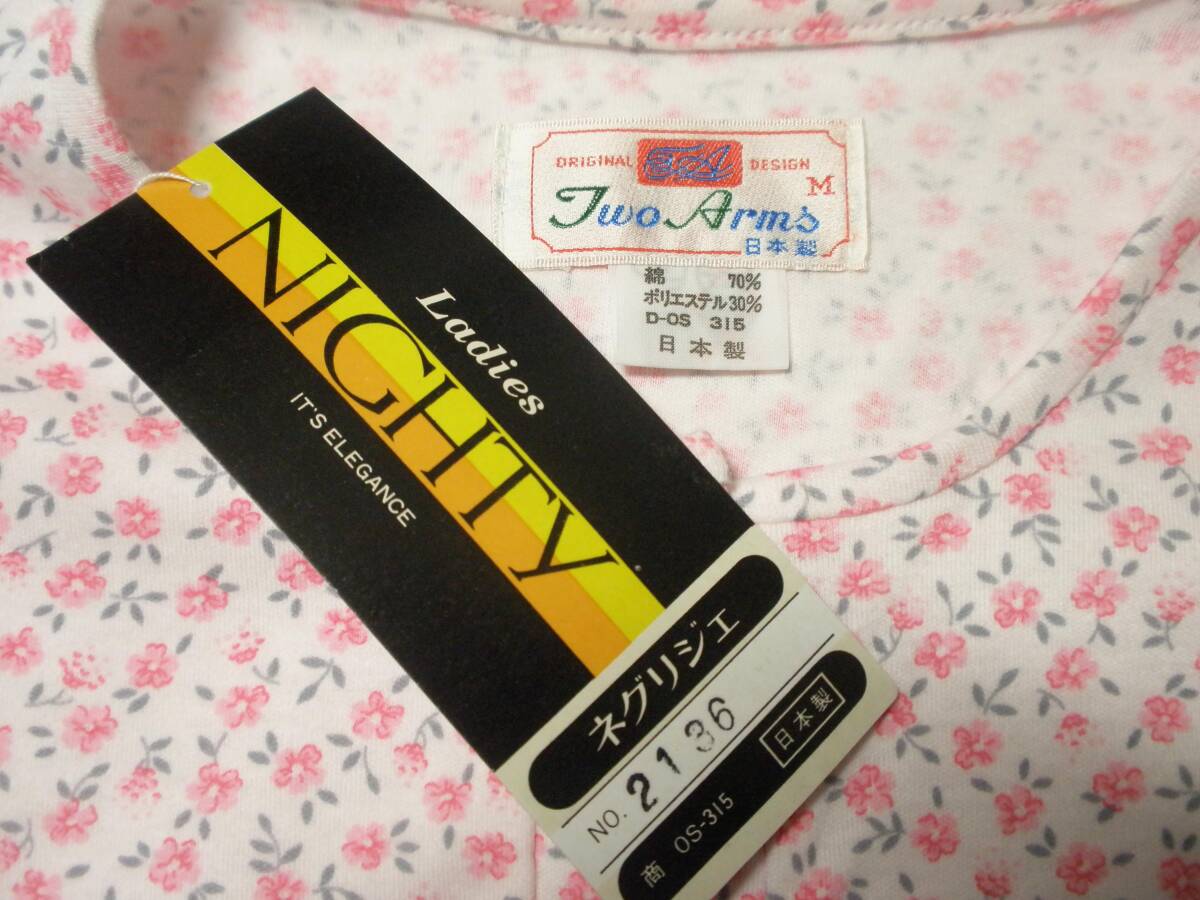 ORIGINAL TA DESIGN
M
Two Arm's
日本製
綿 70%
ポリエステル30%
D-OS 315
日本製
Ladies
NIGHTY
IT'S ELEGANCE
ネグリジェ
NO. 2136
日本製
商 OS-315